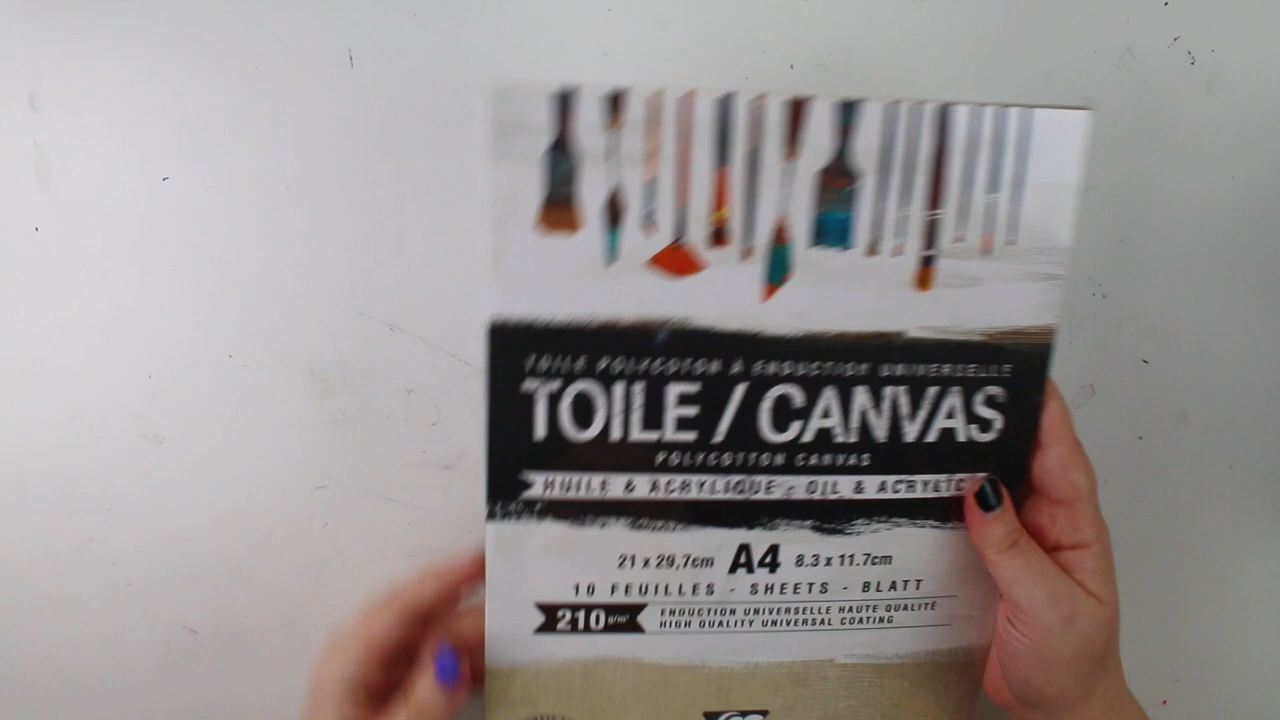 TOILE POLYCOTON À ENDUCTION UNIVERSELLE
TOILE / CANVAS
POLYCOTTON CANVAS
HUILE & ACRYLIQUE - OIL & ACRYLIC
21 x 29,7cm A4 8.3 x 11.7cm
10 FEUILLES - SHEETS - BLATT
210 g/m²
ENDUCTION UNIVERSELLE HAUTE QUALITÉ
HIGH QUALITY UNIVERSAL COATING